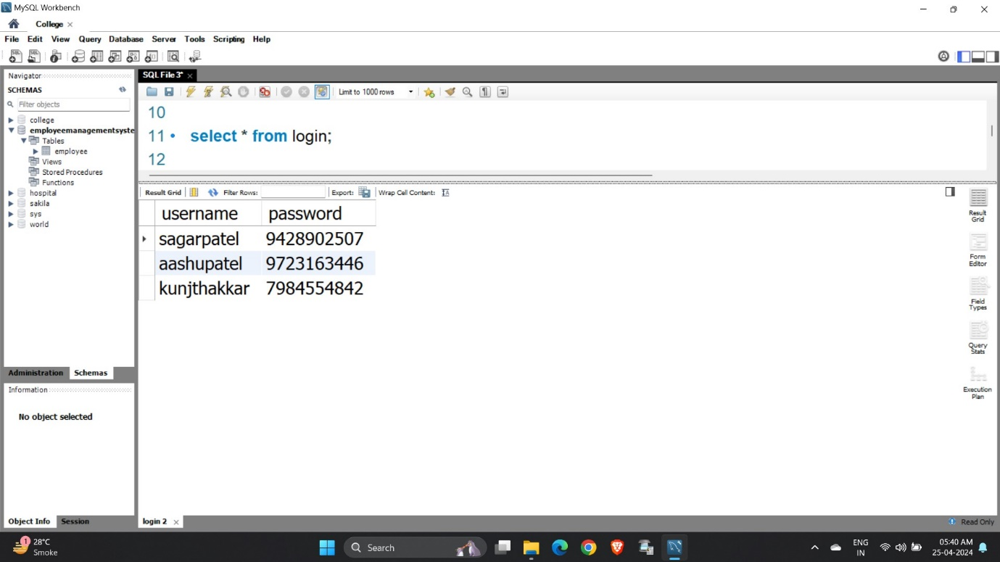 MySQL Workbench
College
File Edit View Query Database Server Tools Scripting Help
Navigator
SCHEMAS
Filter objects
college
employeemanagementsyste
Tables
employee
Views
Stored Procedures
Functions
hospital
sakila
sys
world
Administration Schemas
Information
No object selected
Object Info Session
SQL File 3*
Limit to 1000 rows
10
11 select * from login;
12
Result Grid Filter Rows: Export: Wrap Cell Content:
username password
sagarpatel 9428902507
aashupatel 9723163446
kunjthakkar 7984554842
Result
Grid
Form
Editor
Field
Types
Query
Stats
Execution
Plan
login 2
Read Only
1
28°C
Smoke
Search
ENG
IN
05:40 AM
25-04-2024